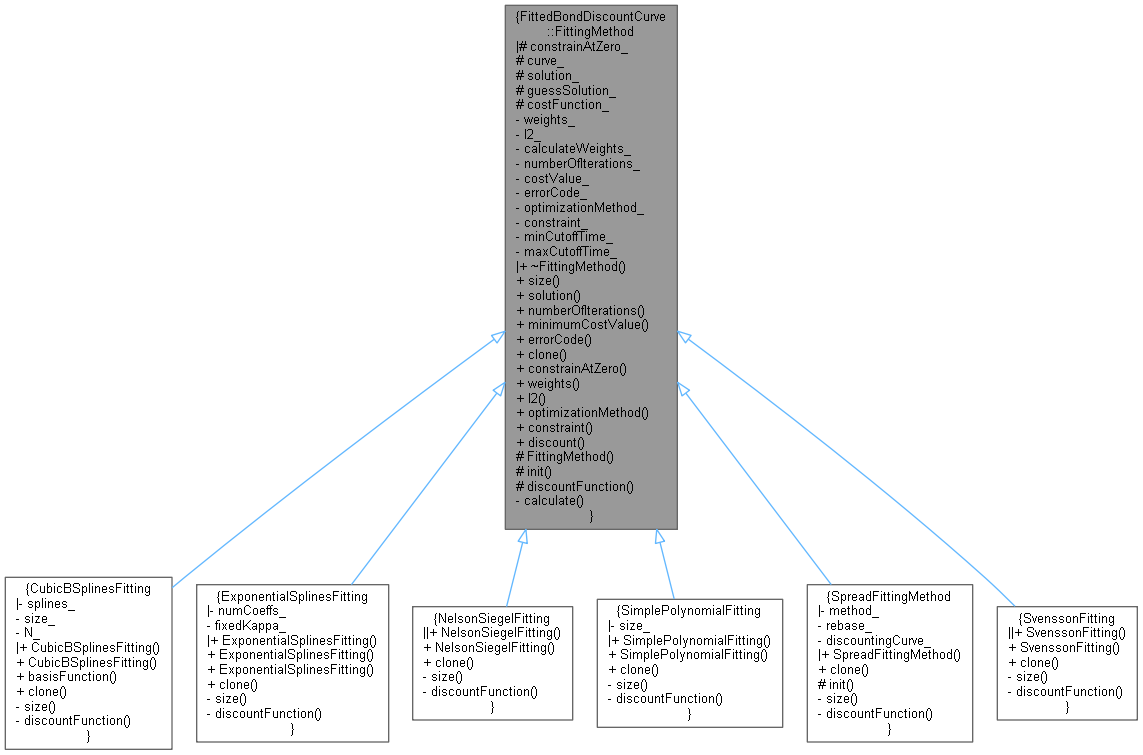 {FittedBondDiscountCurve
::FittingMethod
|# constrainAtZero_
# curve_
# solution_
# guessSolution_
# costFunction_
- weights_
- l2_
- calculateWeights_
- numberOfIterations_
- costValue_
- errorCode_
- optimizationMethod_
- constraint_
- minCutoffTime_
- maxCutoffTime_
|+ ~FittingMethod()
+ size()
+ solution()
+ numberOfIterations()
+ minimumCostValue()
+ errorCode()
+ clone()
+ constrainAtZero()
+ weights()
+ l2()
+ optimizationMethod()
+ constraint()
+ discount()
# FittingMethod()
# init()
# discountFunction()
- calculate()
}
{CubicBSplinesFitting
|- splines_
- size_
- N_
|+ CubicBSplinesFitting()
+ CubicBSplinesFitting()
+ basisFunction()
+ clone()
- size()
- discountFunction()
}
{ExponentialSplinesFitting
|- numCoeffs_
- fixedKappa_
|+ ExponentialSplinesFitting()
+ ExponentialSplinesFitting()
+ ExponentialSplinesFitting()
+ clone()
- size()
- discountFunction()
}
{NelsonSiegelFitting
||+ NelsonSiegelFitting()
+ NelsonSiegelFitting()
+ clone()
- size()
- discountFunction()
}
{SimplePolynomialFitting
|- size_
|+ SimplePolynomialFitting()
+ SimplePolynomialFitting()
+ clone()
- size()
- discountFunction()
}
{SpreadFittingMethod
|- method_
- rebase_
- discountingCurve_
|+ SpreadFittingMethod()
+ clone()
# init()
- size()
- discountFunction()
}
{SvenssonFitting
||+ SvenssonFitting()
+ SvenssonFitting()
+ clone()
- size()
- discountFunction()
}